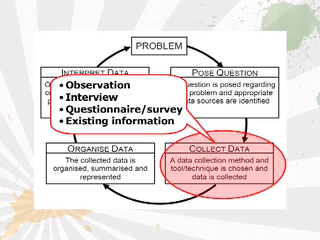 PROBLEM
INTERPRET DATA
POSE QUESTION
question is posed regarding
problem and appropriate
data sources are identified
• Observation
• Interview
• Questionnaire/survey
• Existing information
ORGANISE DATA
The collected data is
organised, summarised and
represented
COLLECT DATA
A data collection method and
tool/technique is chosen and
data is collected